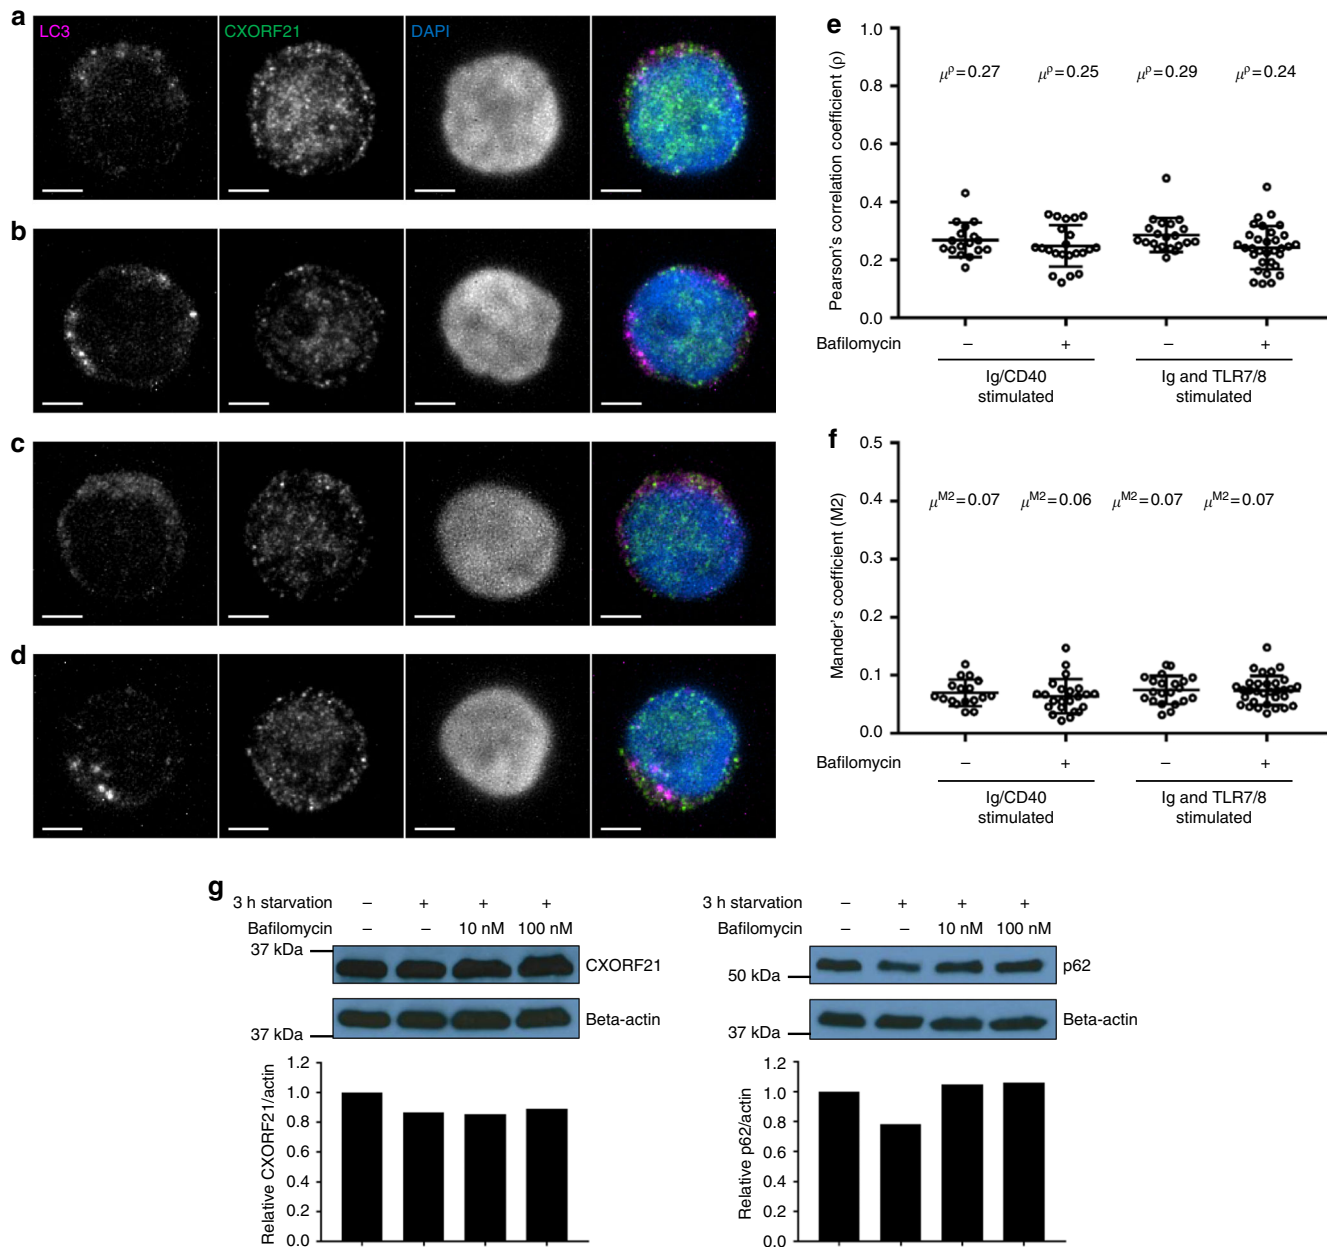 a
LC3
CXORF21
DAPI
b
c
d
e
Pearson's correlation coefficient (ρ)
1.0
0.8
0.6
0.4
0.2
0.0
μᵖ=0.27
μᵖ=0.25
μᵖ=0.29
μᵖ=0.24
Bafilomycin – + – +
Ig/CD40 stimulated
Ig and TLR7/8 stimulated
f
Mander's coefficient (M2)
0.5
0.4
0.3
0.2
0.1
0.0
μM2=0.07
μM2=0.06
μM2=0.07
μM2=0.07
Bafilomycin – + – +
Ig/CD40 stimulated
Ig and TLR7/8 stimulated
g
3 h starvation – + + +
Bafilomycin – – 10 nM 100 nM
37 kDa
CXORF21
Beta-actin
37 kDa
Relative CXORF21/actin
1.2
1.0
0.8
0.6
0.4
0.2
0.0
3 h starvation – + + +
Bafilomycin – – 10 nM 100 nM
50 kDa
p62
Beta-actin
37 kDa
Relative p62/actin
1.2
1.0
0.8
0.6
0.4
0.2
0.0